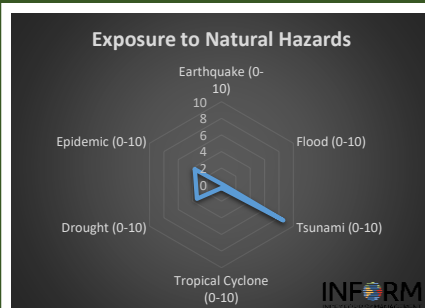 Exposure to Natural Hazards
Earthquake (0-
10)
10
8
6
4
2
0
Epidemic (0-10)
Flood (0-10)
Drought (0-10)
Tsunami (0-10)
Tropical Cyclone
(0-10)
INFORM